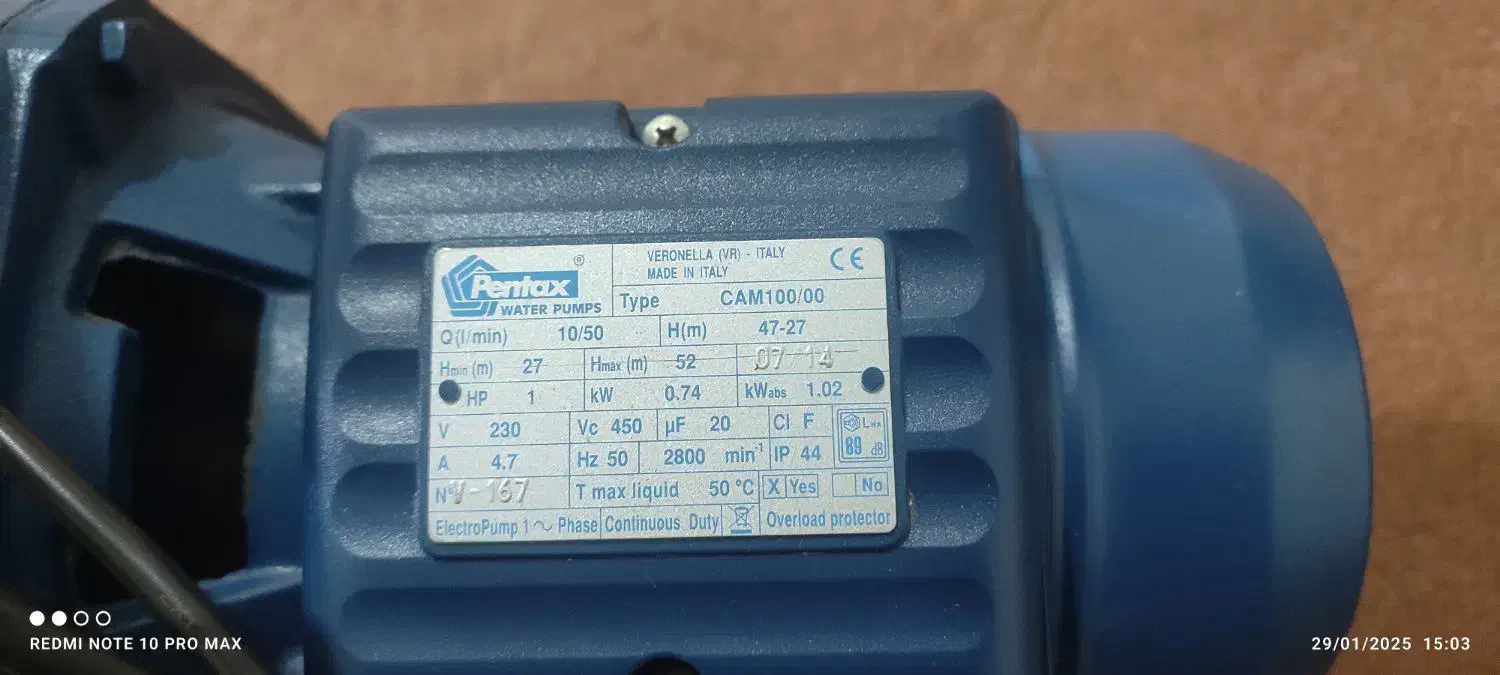 Pentax ®
WATER PUMPS
VERONELLA (VR) - ITALY
MADE IN ITALY
CE
Type CAM100/00
Q(l/min) 10/50 H(m) 47-27
Hmin (m) 27 Hmax (m) 52 07-14
HP 1 kW 0.74 kWabs 1.02
V 230 Vc 450 µF 20 Cl F LWA
A 4.7 Hz 50 2800 min-1 IP 44 89 dB
N° V-167 T max liquid 50 °C X Yes No
ElectroPump 1 ~ Phase Continuous Duty Overload protector
REDMI NOTE 10 PRO MAX
29/01/2025 15:03